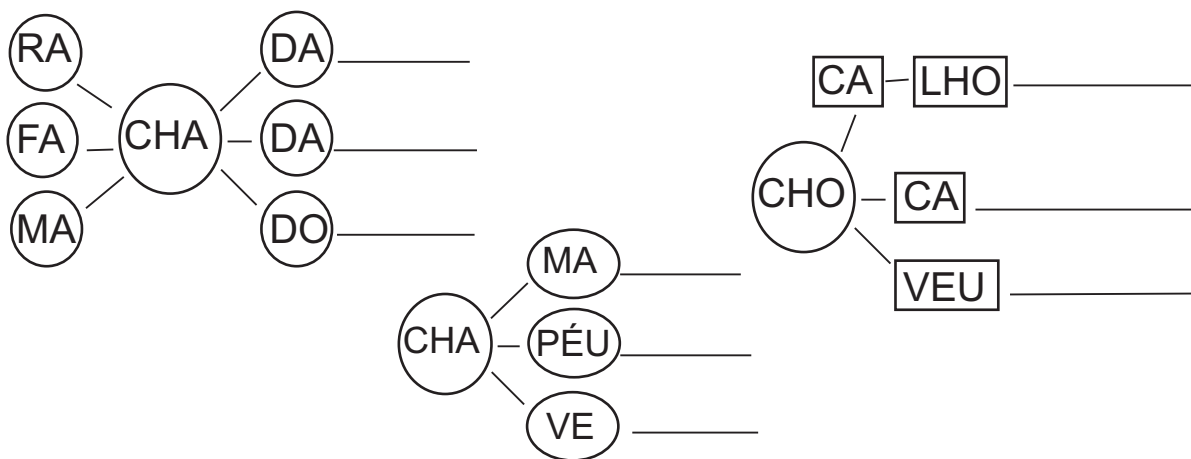 RA DA
FA CHA DA
MA DO
CA LHO
CHO CA
VEU
MA
CHA PÉU
VE